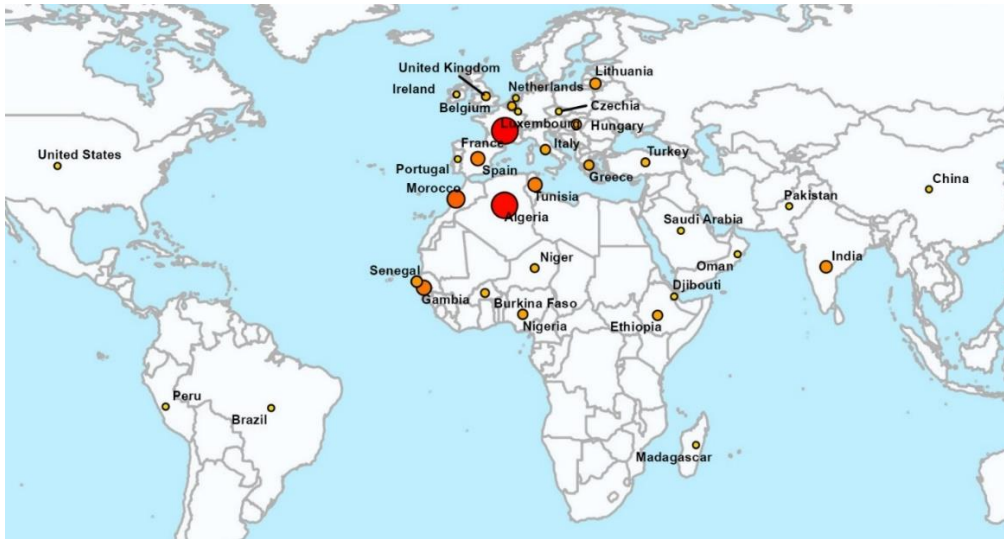 United Kingdom
Lithuania
Ireland
Netherlands
Belgium
Czechia
Luxembourg
Hungary
France
Italy
United States
Portugal
Spain
Turkey
Greece
China
Morocco
Tunisia
Pakistan
Algeria
Saudi Arabia
Niger
India
Oman
Senegal
Djibouti
Gambia
Burkina Faso
Nigeria
Ethiopia
Peru
Brazil
Madagascar